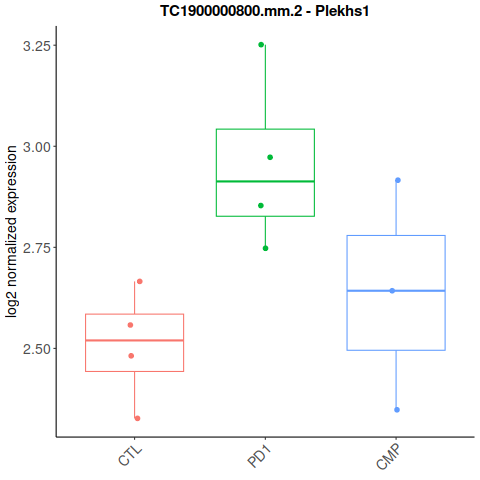 TC1900000800.mm.2 - Plekhs1
log2 normalized expression
3.25
3.00
2.75
2.50
CTL
PD1
CMP